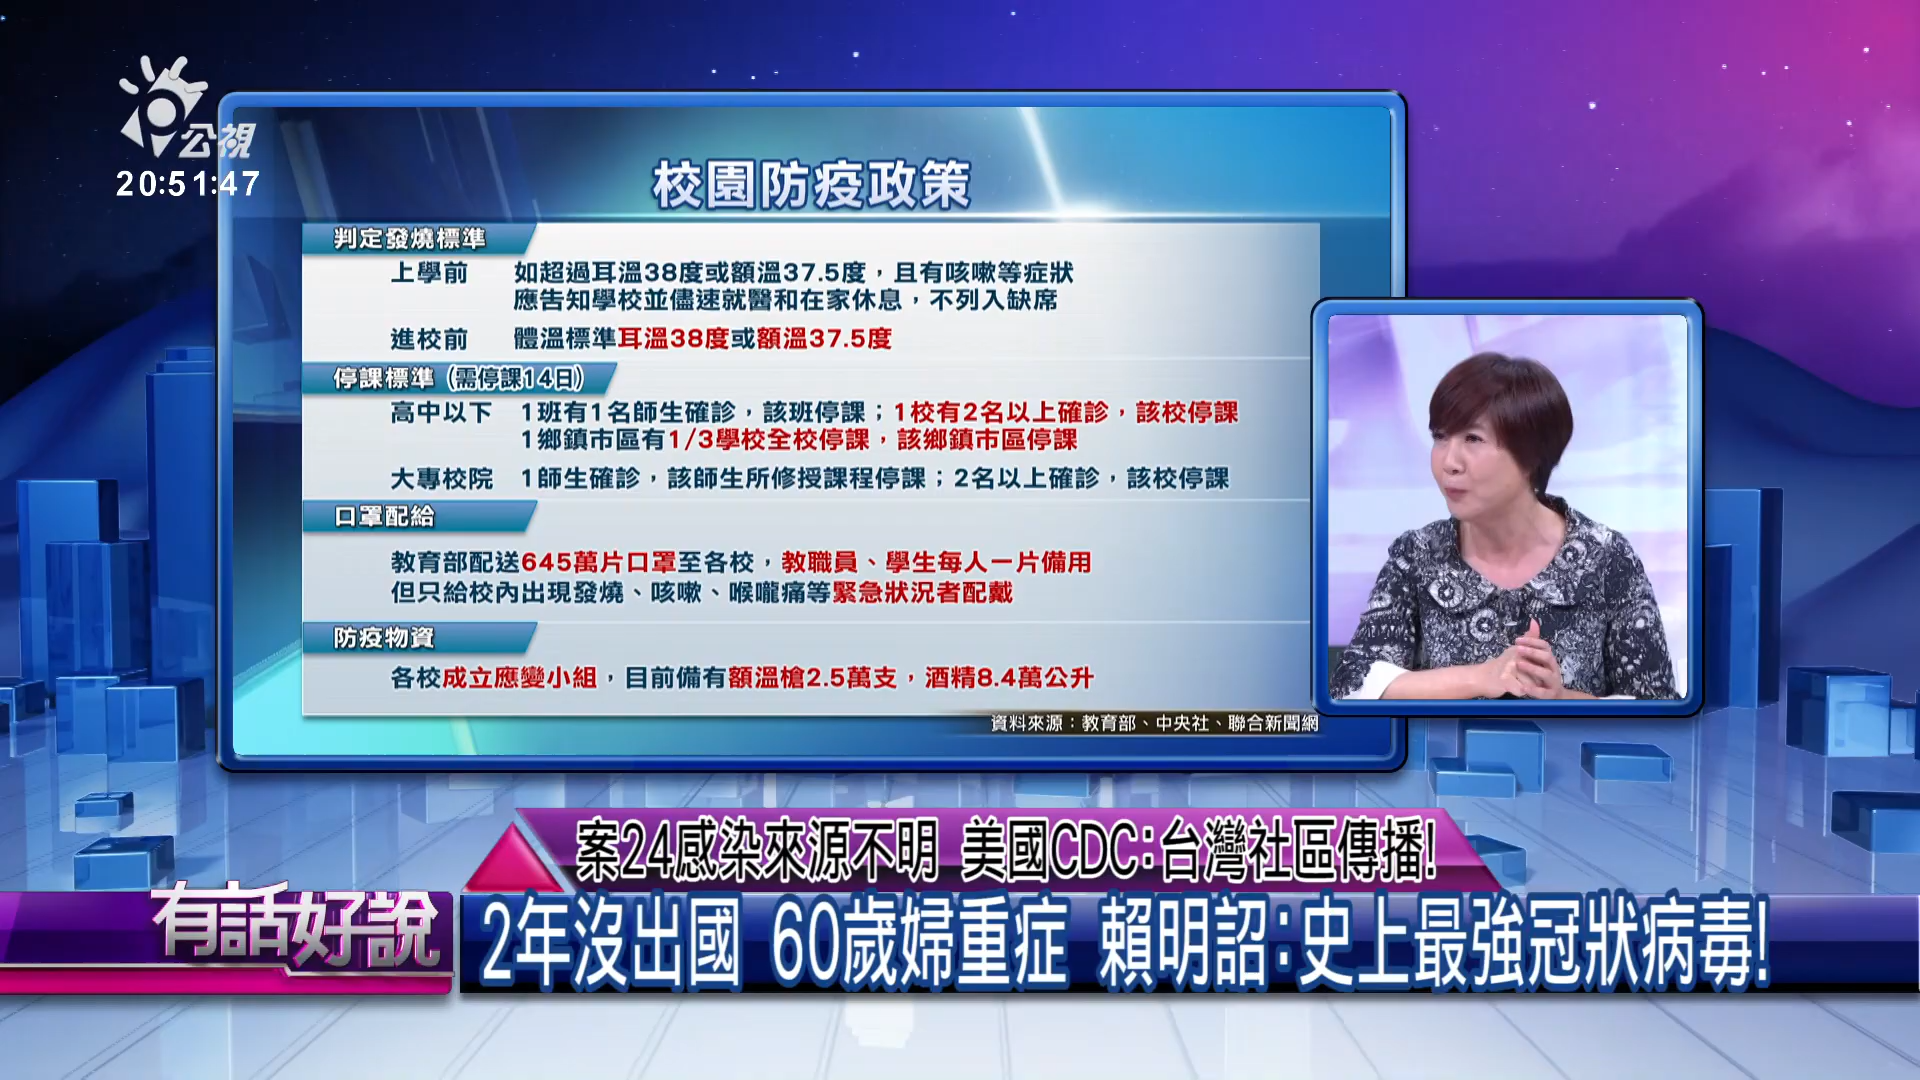 公視
20:51:47
校園防疫政策
判定發燒標準
上學前 如超過耳溫38度或額溫37.5度，且有咳嗽等症狀
應告知學校並儘速就醫和在家休息，不列入缺席
進校前 體溫標準耳溫38度或額溫37.5度
停課標準（需停課14日）
高中以下 1班有1名師生確診，該班停課；1校有2名以上確診，該校停課
1鄉鎮市區有1/3學校全校停課，該鄉鎮市區停課
大專校院 1師生確診，該師生所修授課程停課；2名以上確診，該校停課
口罩配給
教育部配送645萬片口罩至各校，教職員、學生每人一片備用
但只給校內出現發燒、咳嗽、喉嚨痛等緊急狀況者配戴
防疫物資
各校成立應變小組，目前備有額溫槍2.5萬支，酒精8.4萬公升
資料來源：教育部、中央社、聯合新聞網
案24感染來源不明 美國CDC：台灣社區傳播！
有話好說
2年沒出國 60歲婦重症 賴明詔：史上最強冠狀病毒！